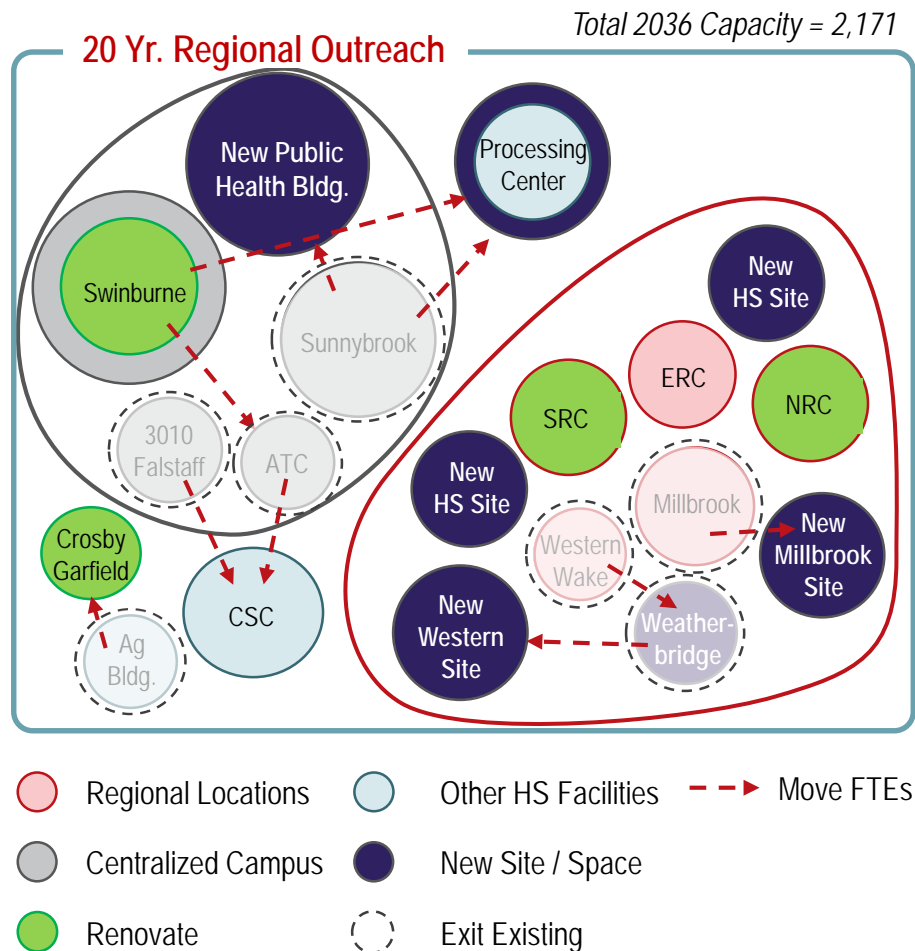 Total 2036 Capacity = 2,171
20 Yr. Regional Outreach
New Public
Health Bldg.
Processing
Center
Swinburne
Sunnybrook
New
HS Site
ERC
SRC
NRC
3010
Falstaff
ATC
New
HS Site
Millbrook
Western
Wake
New
Millbrook
Site
Crosby
Garfield
CSC
New
Western
Site
Weather-
bridge
Ag
Bldg.
Regional Locations
Other HS Facilities
Move FTEs
Centralized Campus
New Site / Space
Renovate
Exit Existing